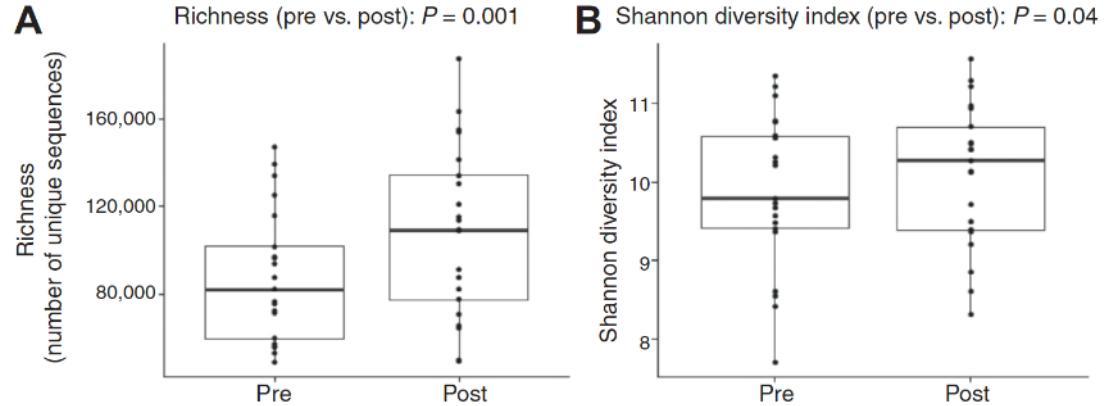 A
Richness (pre vs. post): P = 0.001
Richness
(number of unique sequences)
160,000
120,000
80,000
Pre
Post
B
Shannon diversity index (pre vs. post): P = 0.04
Shannon diversity index
11
10
9
8
Pre
Post